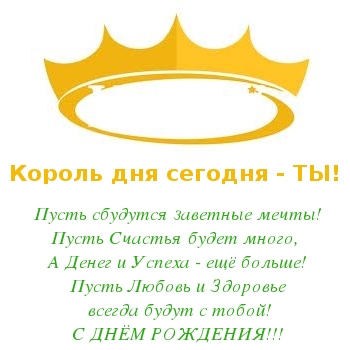 Король дня сегодня - ТЫ!
Пусть сбудутся заветные мечты!
Пусть Счастья будет много,
А Денег и Успеха - ещё больше!
Пусть Любовь и Здоровье
всегда будут с тобой!
С ДНЁМ РОЖДЕНИЯ!!!